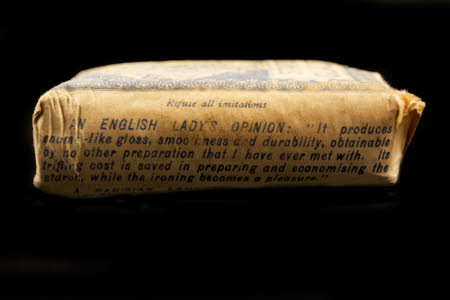 Refuse all imitations
AN ENGLISH LADY'S OPINION: "It produces
enamel-like gloss, smoothness and durability, obtainable
by no other preparation that I have ever met with. Its
trifling cost is saved in preparing and economising the
starch, while the ironing becomes a pleasure."